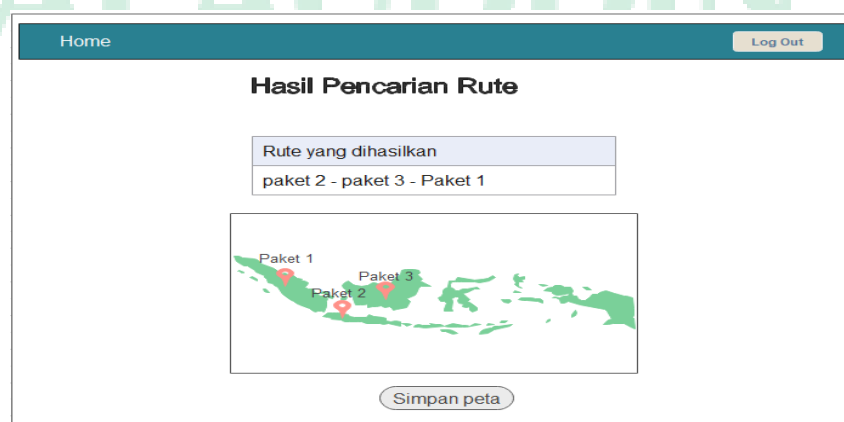 Home
Log Out
Hasil Pencarian Rute
Rute yang dihasilkan
paket 2 - paket 3 - Paket 1
Paket 1
Paket 3
Paket 2
Simpan peta